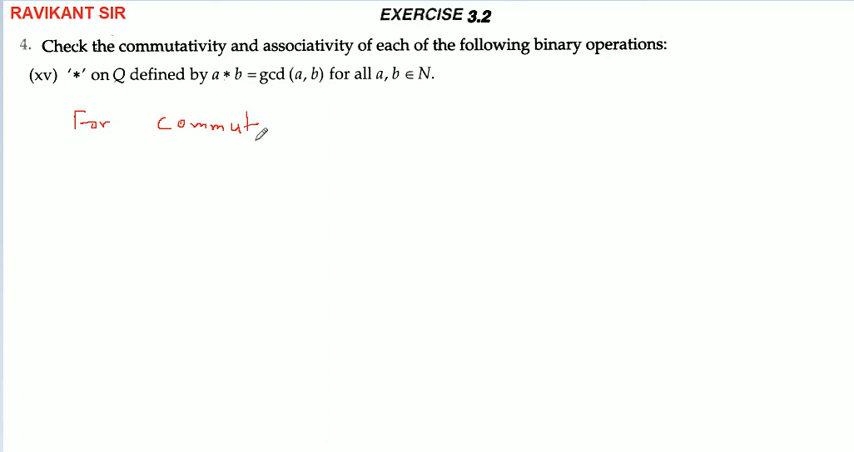 RAVIKANT SIR EXERCISE 3.2
4. Check the commutativity and associativity of each of the following binary operations:
(xv) '*' on Q defined by a * b = gcd (a, b) for all a, b ∈ N.
For commut